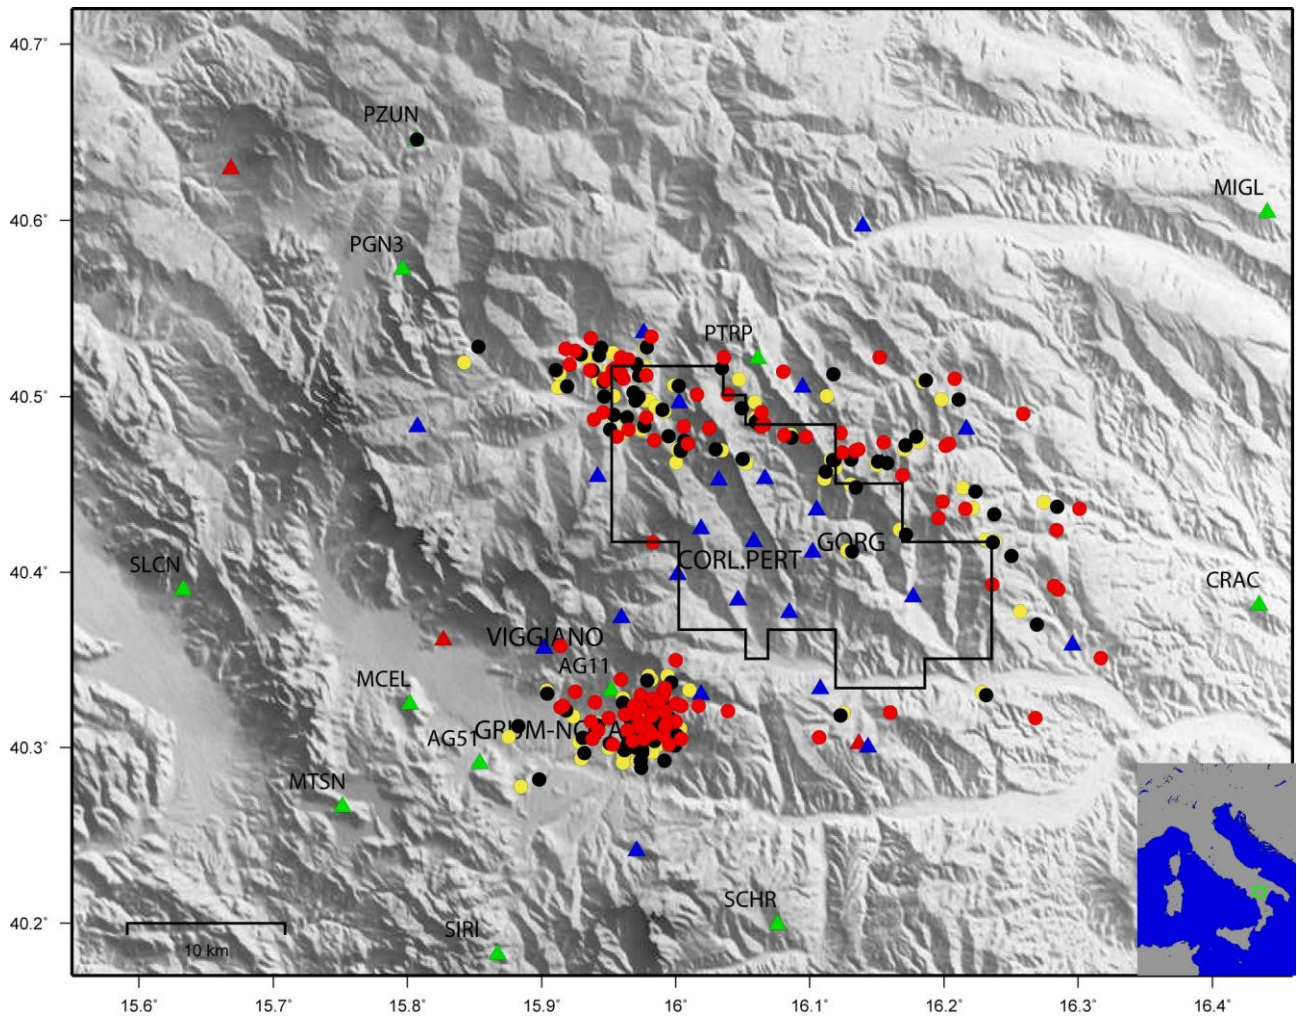 40.7°
PZUN
40.6°
MIGL
PGN3
PTRP
40.5°
GORG
CORL.PERT
SLCN
40.4°
CRAC
VIGGIANO
AG11
MCEL
40.3°
AG51
MTSN
SCHR
40.2°
SIRI
10 km
15.6°
15.7°
15.8°
15.9°
16°
16.1°
16.2°
16.3°
16.4°